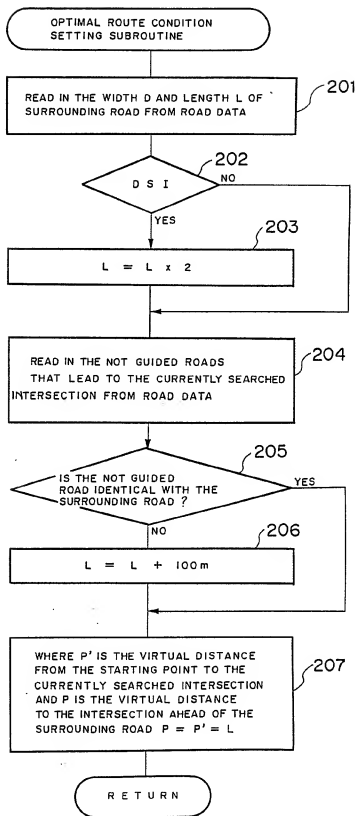 OPTIMAL ROUTE CONDITION
SETTING SUBROUTINE
201
READ IN THE WIDTH D AND LENGTH L OF
SURROUNDING ROAD FROM ROAD DATA
202
D S I
NO
YES
203
L = L x 2
204
READ IN THE NOT GUIDED ROADS
THAT LEAD TO THE CURRENTLY SEARCHED
INTERSECTION FROM ROAD DATA
205
IS THE NOT GUIDED
ROAD IDENTICAL WITH THE
SURROUNDING ROAD ?
YES
NO
206
L = L + 100m
207
WHERE P' IS THE VIRTUAL DISTANCE
FROM THE STARTING POINT TO THE
CURRENTLY SEARCHED INTERSECTION
AND P IS THE VIRTUAL DISTANCE
TO THE INTERSECTION AHEAD OF THE
SURROUNDING ROAD P = P' = L
RETURN